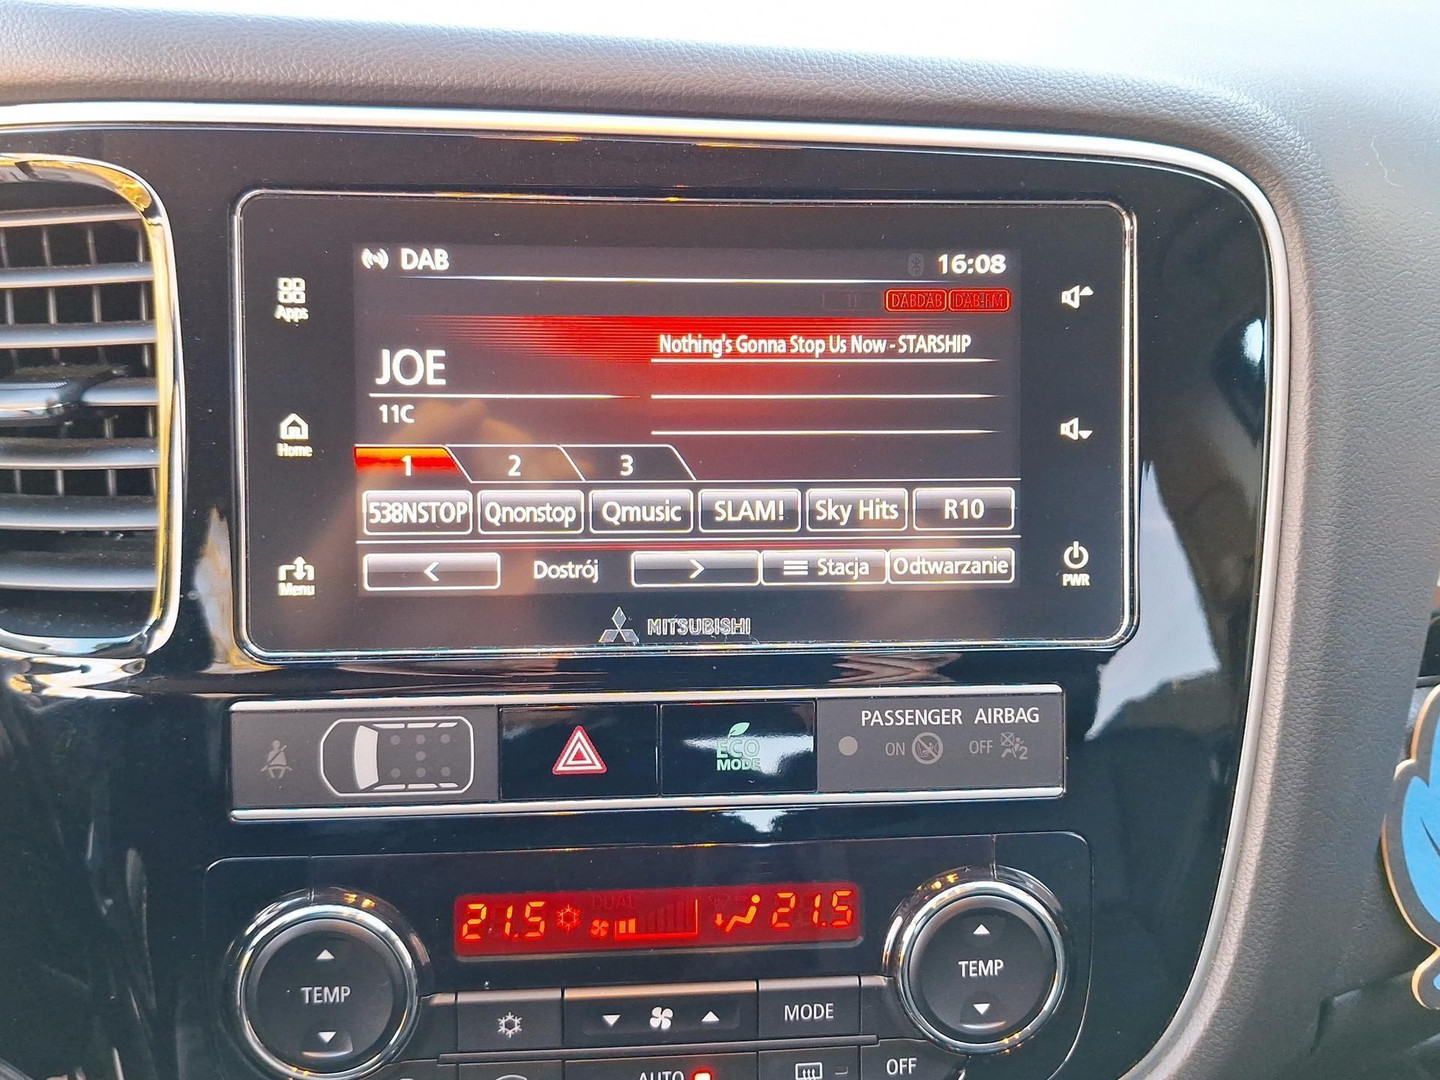 DAB
16:08
DABDAB DAB-FM
Apps
Nothing's Gonna Stop Us Now - STARSHIP
JOE
11C
Home
1 2 3
538NSTOP Qnonstop Qmusic SLAM! Sky Hits R10
< Dostrój > Stacja Odtwarzanie
Menu
PWR
MITSUBISHI
ECO
MODE
PASSENGER AIRBAG
ON OFF 2
DUAL
21.5 21.5
TEMP
TEMP
MODE
AUTO
OFF